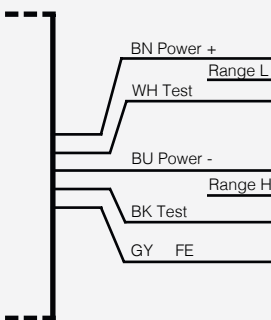 BN Power +
Range L
WH Test
BU Power -
Range H
BK Test
GY FE